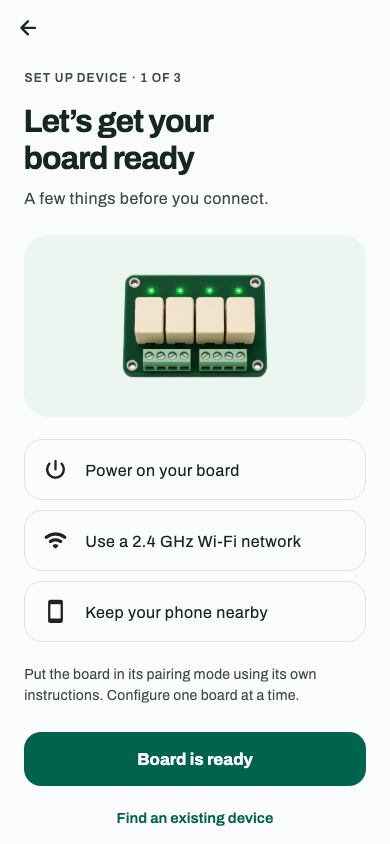 SET UP DEVICE · 1 OF 3
Let’s get your
board ready
A few things before you connect.
Power on your board
Use a 2.4 GHz Wi-Fi network
Keep your phone nearby
Put the board in its pairing mode using its own
instructions. Configure one board at a time.
Board is ready
Find an existing device